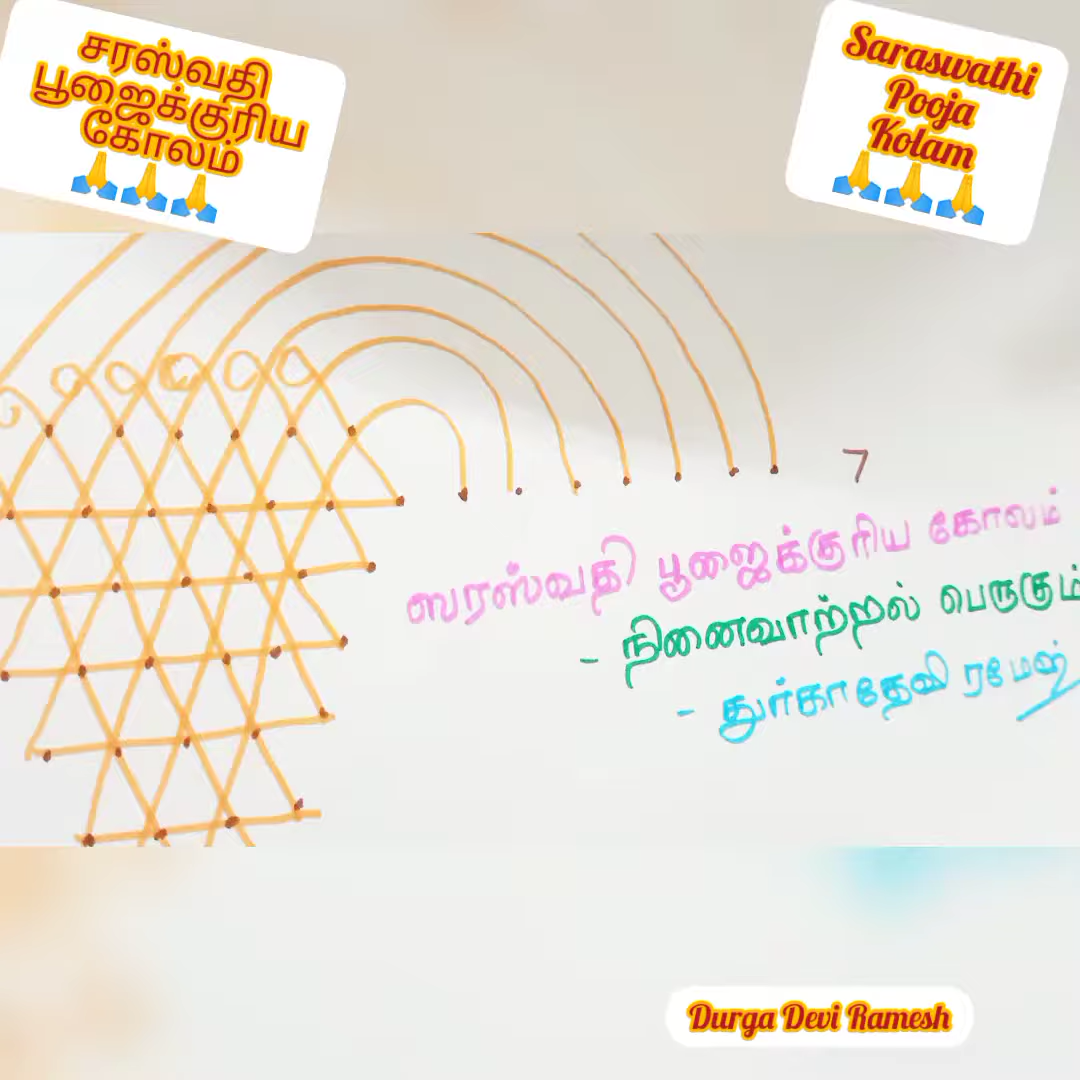 சரஸ்வதி
பூஜைக்குரிய
கோலம்
Saraswathi
Pooja
Kolam
7
ஸரஸ்வதி பூஜைக்குரிய கோலம்
- நினைவாற்றல் பெருகும்
- துர்காதேவி ரமேஷ்
Durga Devi Ramesh